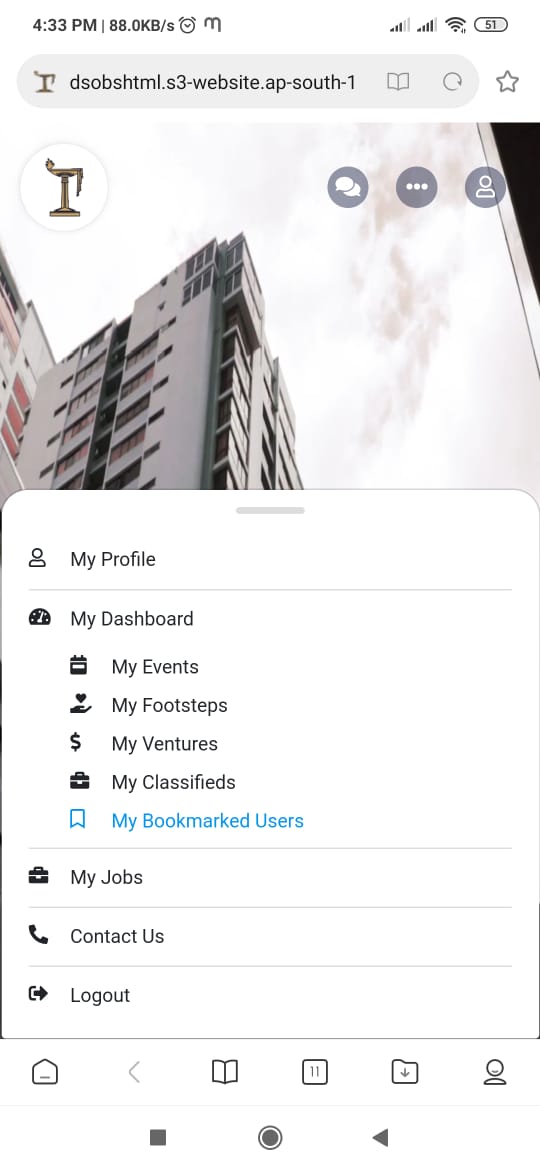 4:33 PM | 88.0KB/s
51
dsobshtml.s3-website.ap-south-1
My Profile
My Dashboard
My Events
My Footsteps
My Ventures
My Classifieds
My Bookmarked Users
My Jobs
Contact Us
Logout
11